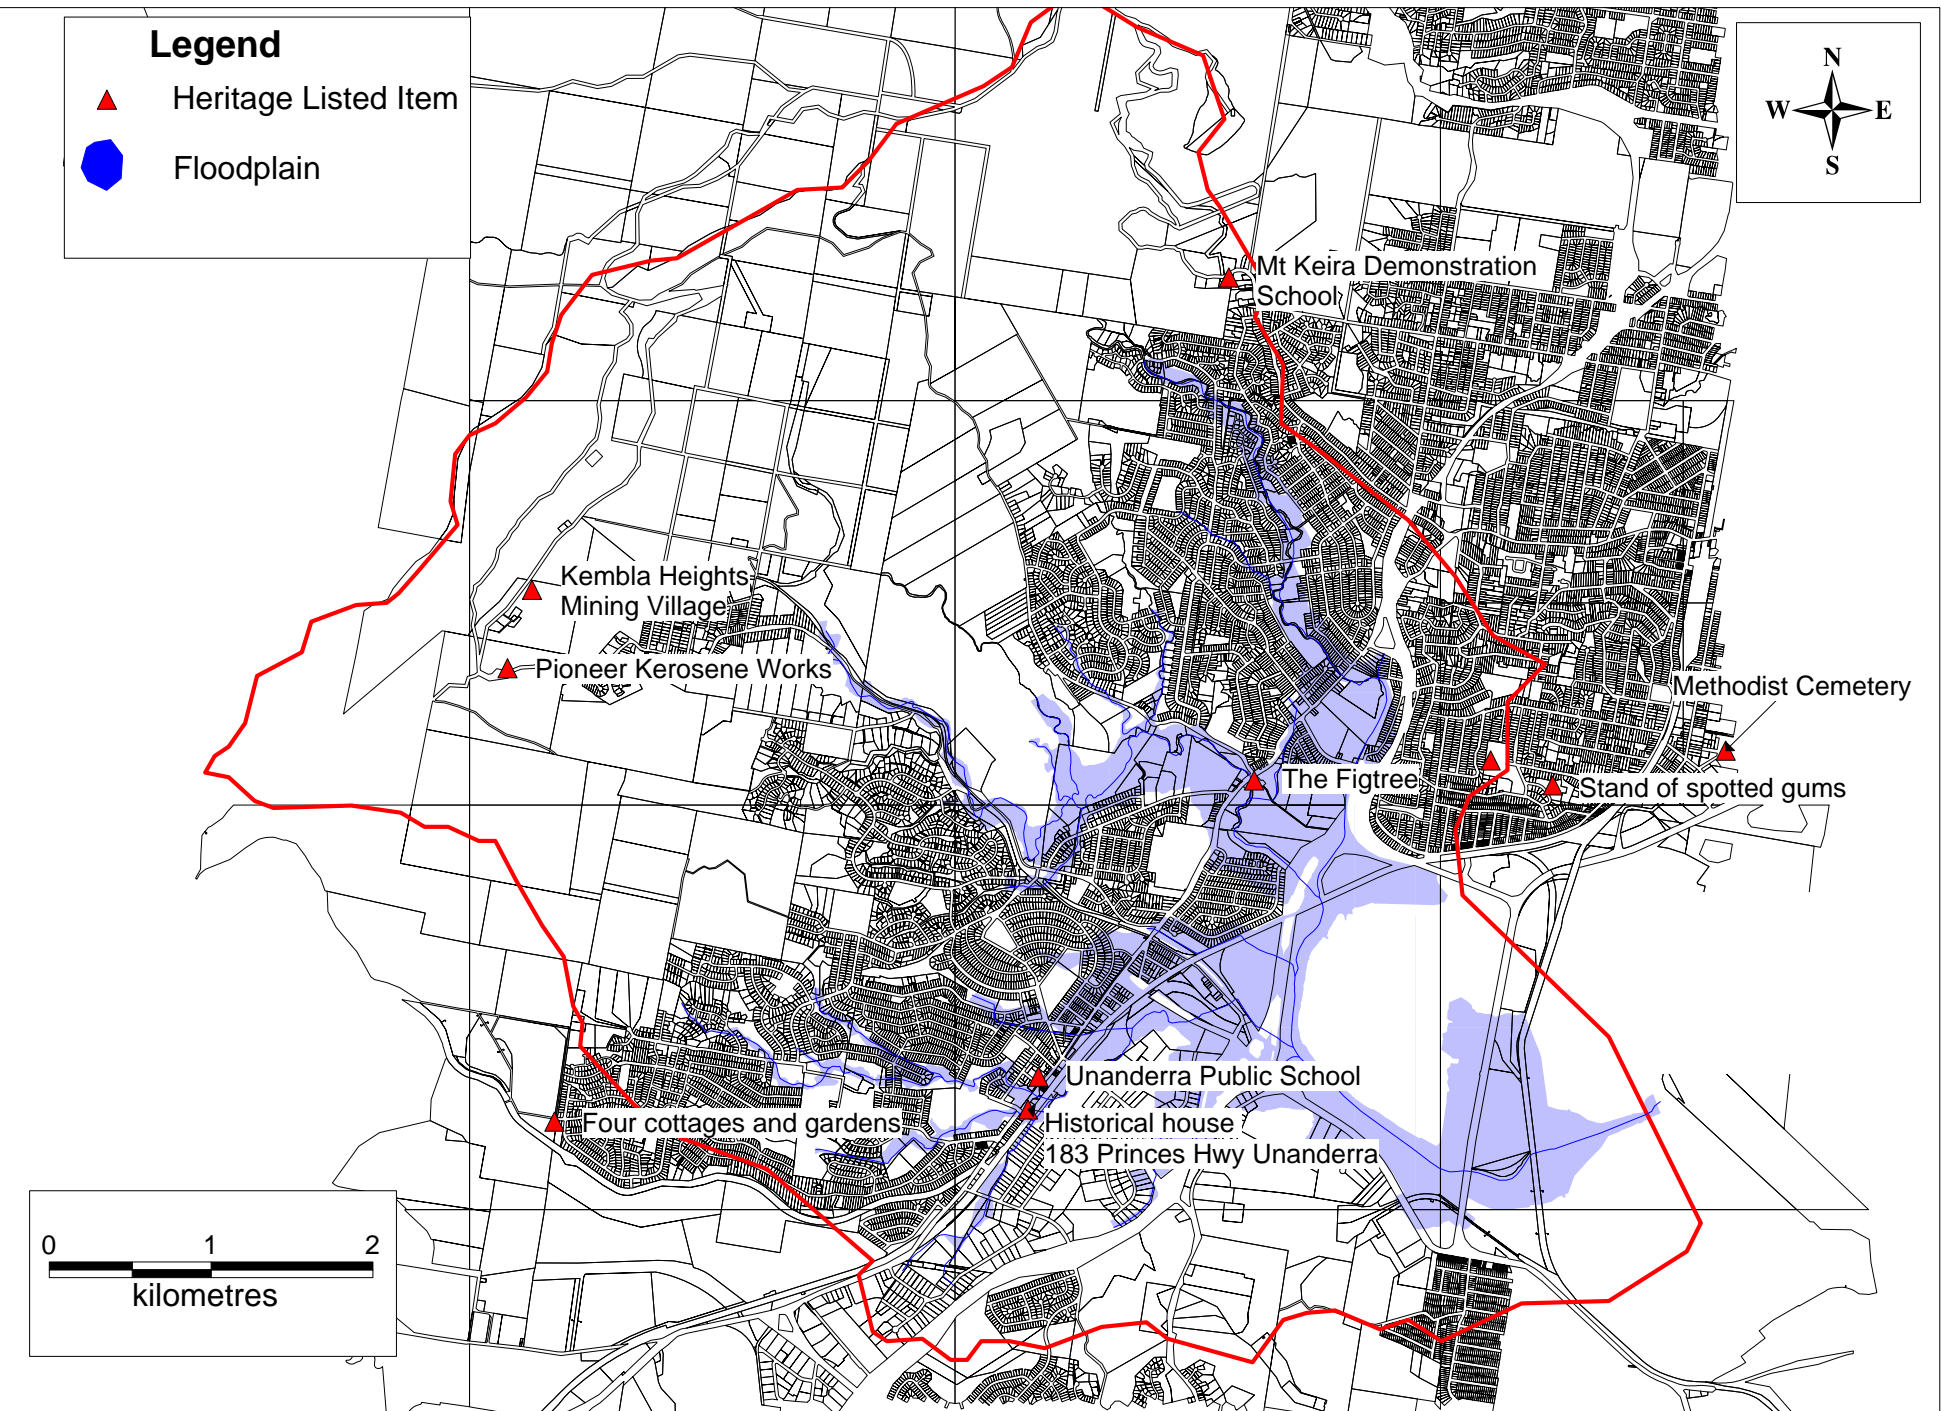 Legend
Heritage Listed Item
Floodplain
N
W E
S
Mt Keira Demonstration
School
Kembla Heights
Mining Village
Pioneer Kerosene Works
Methodist Cemetery
The Figtree
Stand of spotted gums
Unanderra Public School
Four cottages and gardens
Historical house
183 Princes Hwy Unanderra
0 1 2
kilometres